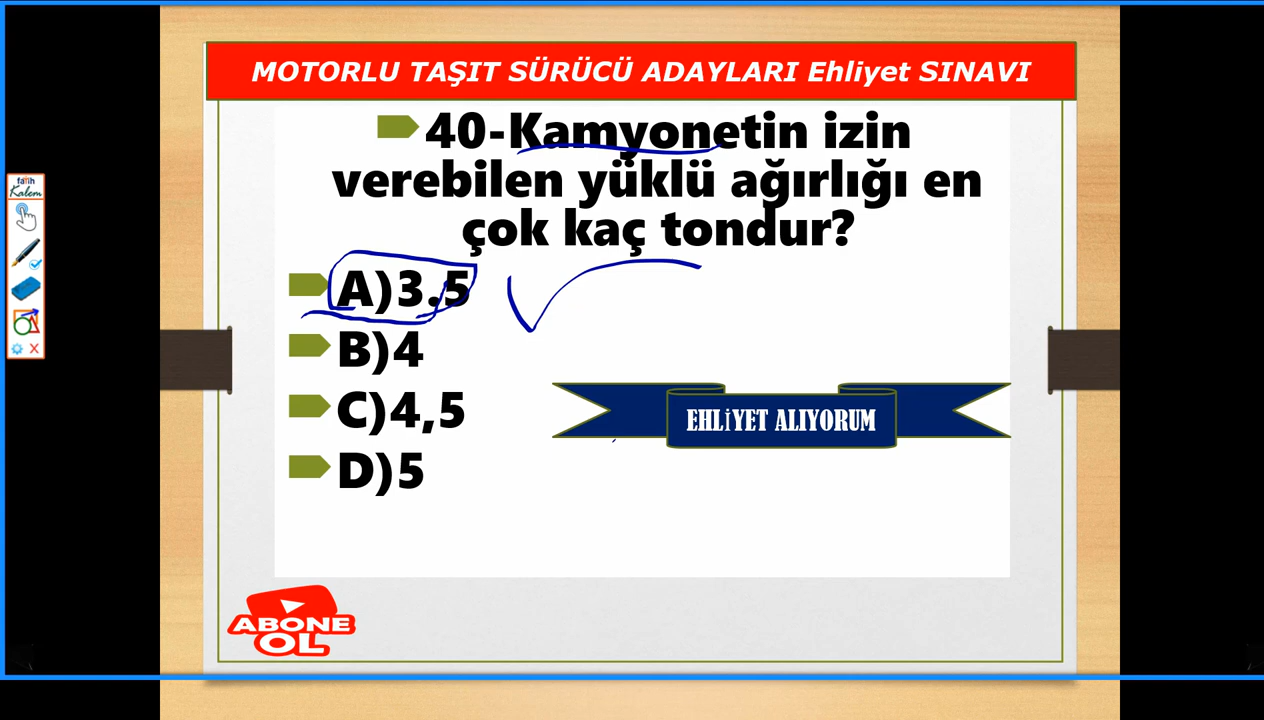 MOTORLU TAŞIT SÜRÜCÜ ADAYLARI Ehliyet SINAVI
40-Kamyonetin izin
verebilen yüklü ağırlığı en
çok kaç tondur?
A)3.5
B)4
C)4,5
D)5
EHLİYET ALIYORUM
ABONE
OL
fatih
Kalem